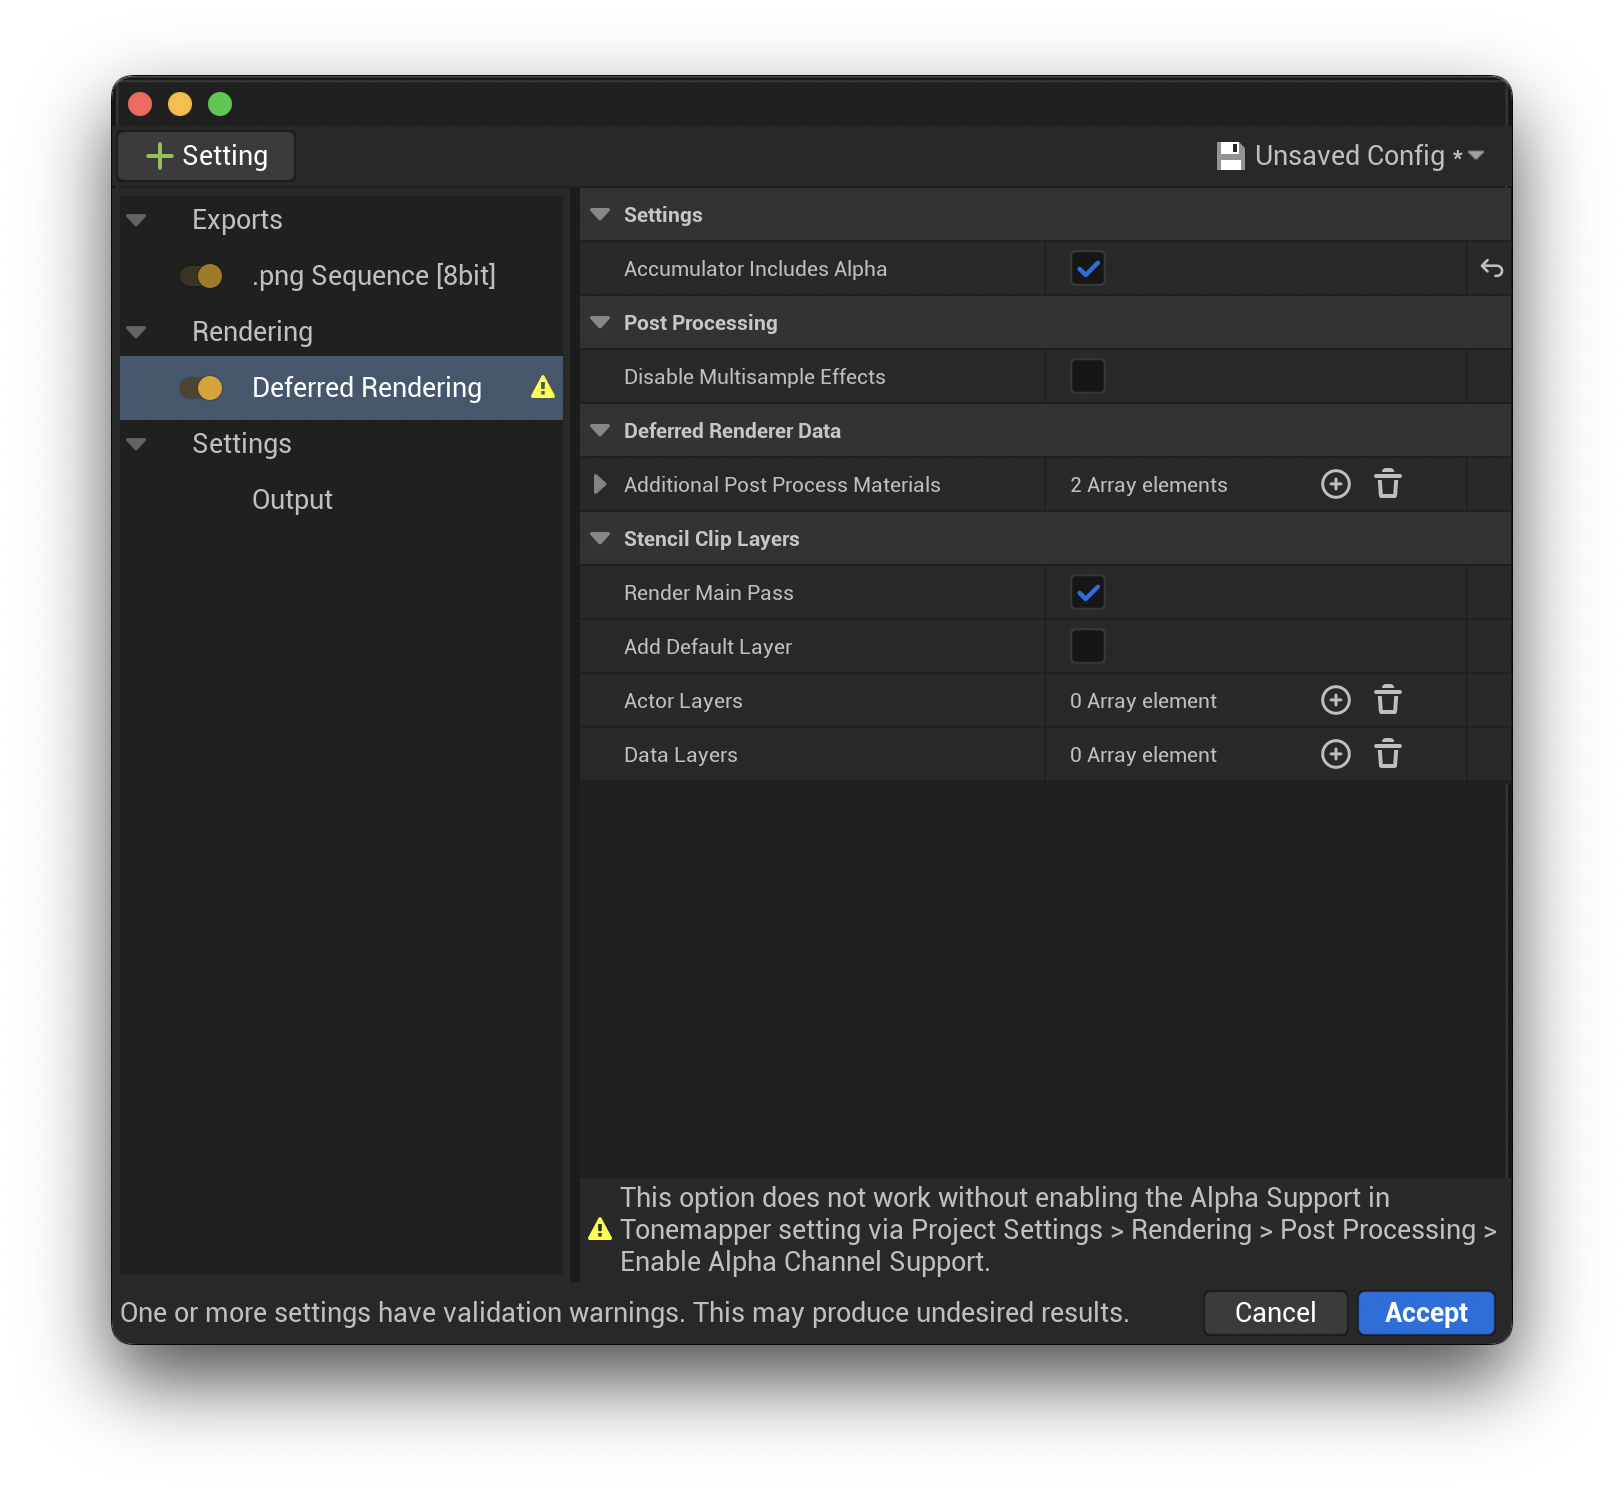 Setting
Unsaved Config *
Exports
.png Sequence [8bit]
Rendering
Deferred Rendering
Settings
Output
Settings
Accumulator Includes Alpha
Post Processing
Disable Multisample Effects
Deferred Renderer Data
Additional Post Process Materials 2 Array elements
Stencil Clip Layers
Render Main Pass
Add Default Layer
Actor Layers 0 Array element
Data Layers 0 Array element
This option does not work without enabling the Alpha Support in
Tonemapper setting via Project Settings > Rendering > Post Processing >
Enable Alpha Channel Support.
One or more settings have validation warnings. This may produce undesired results.
Cancel
Accept